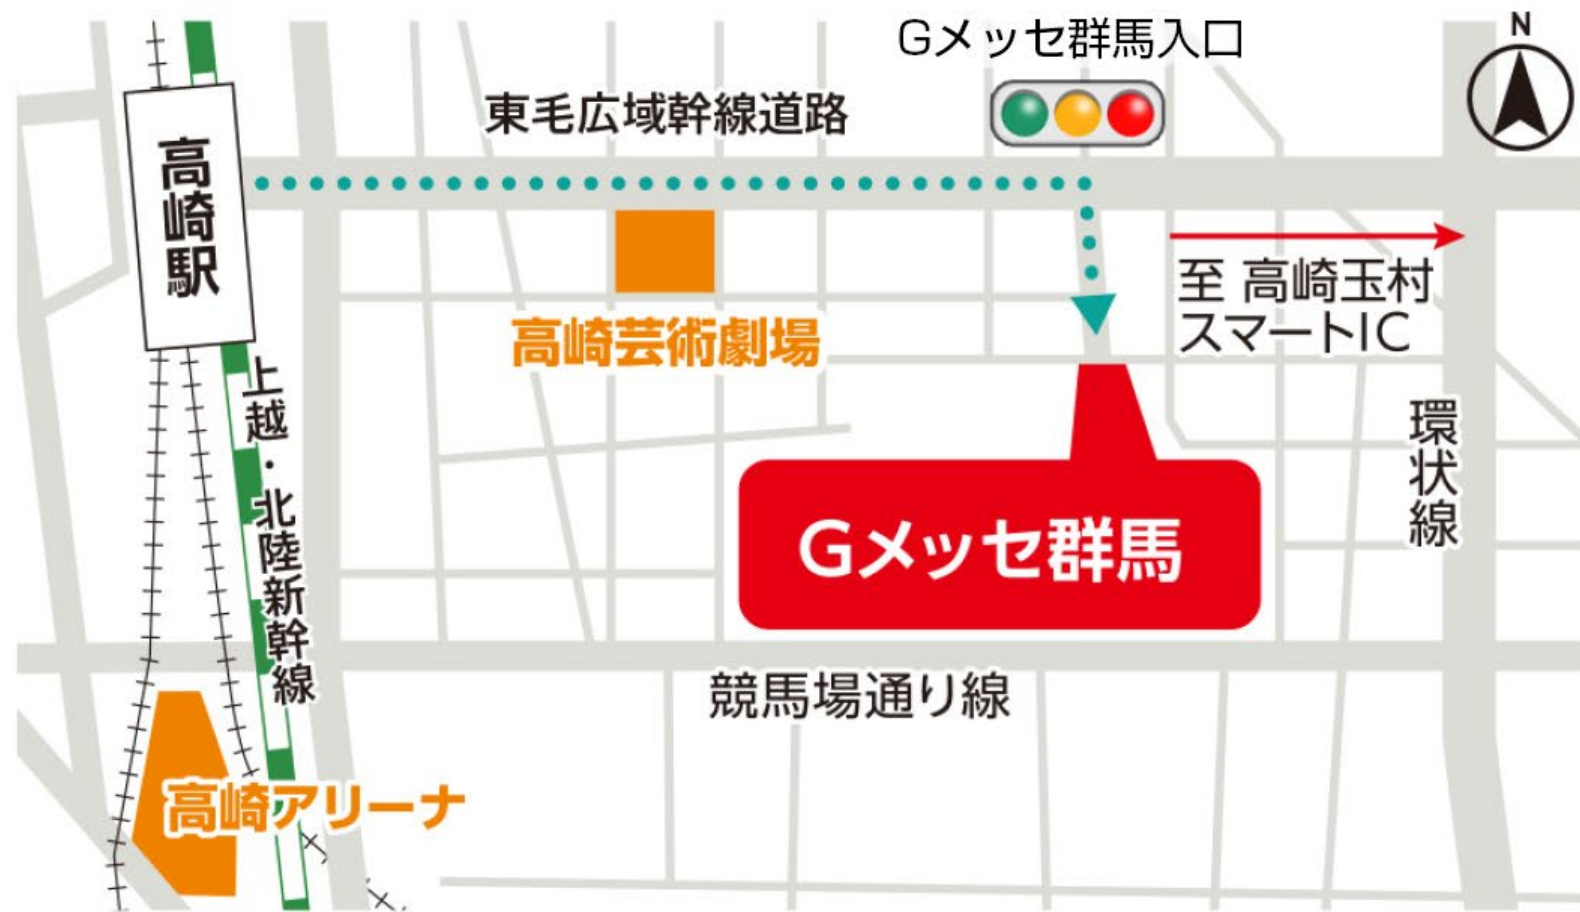 Gメッセ群馬入口
N
東毛広域幹線道路
高崎駅
至 高崎玉村
スマートIC
高崎芸術劇場
上越・北陸新幹線
環状線
Gメッセ群馬
競馬場通り線
高崎アリーナ